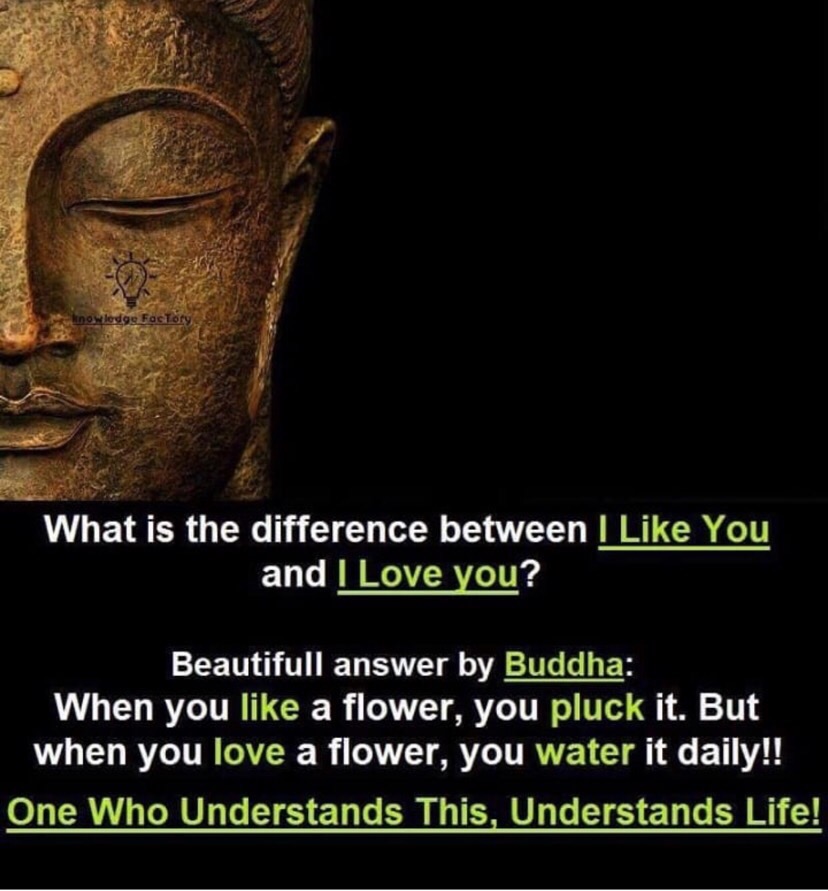 knowledge FacTory
What is the difference between I Like You
and I Love you?
Beautifull answer by Buddha:
When you like a flower, you pluck it. But
when you love a flower, you water it daily!!
One Who Understands This, Understands Life!